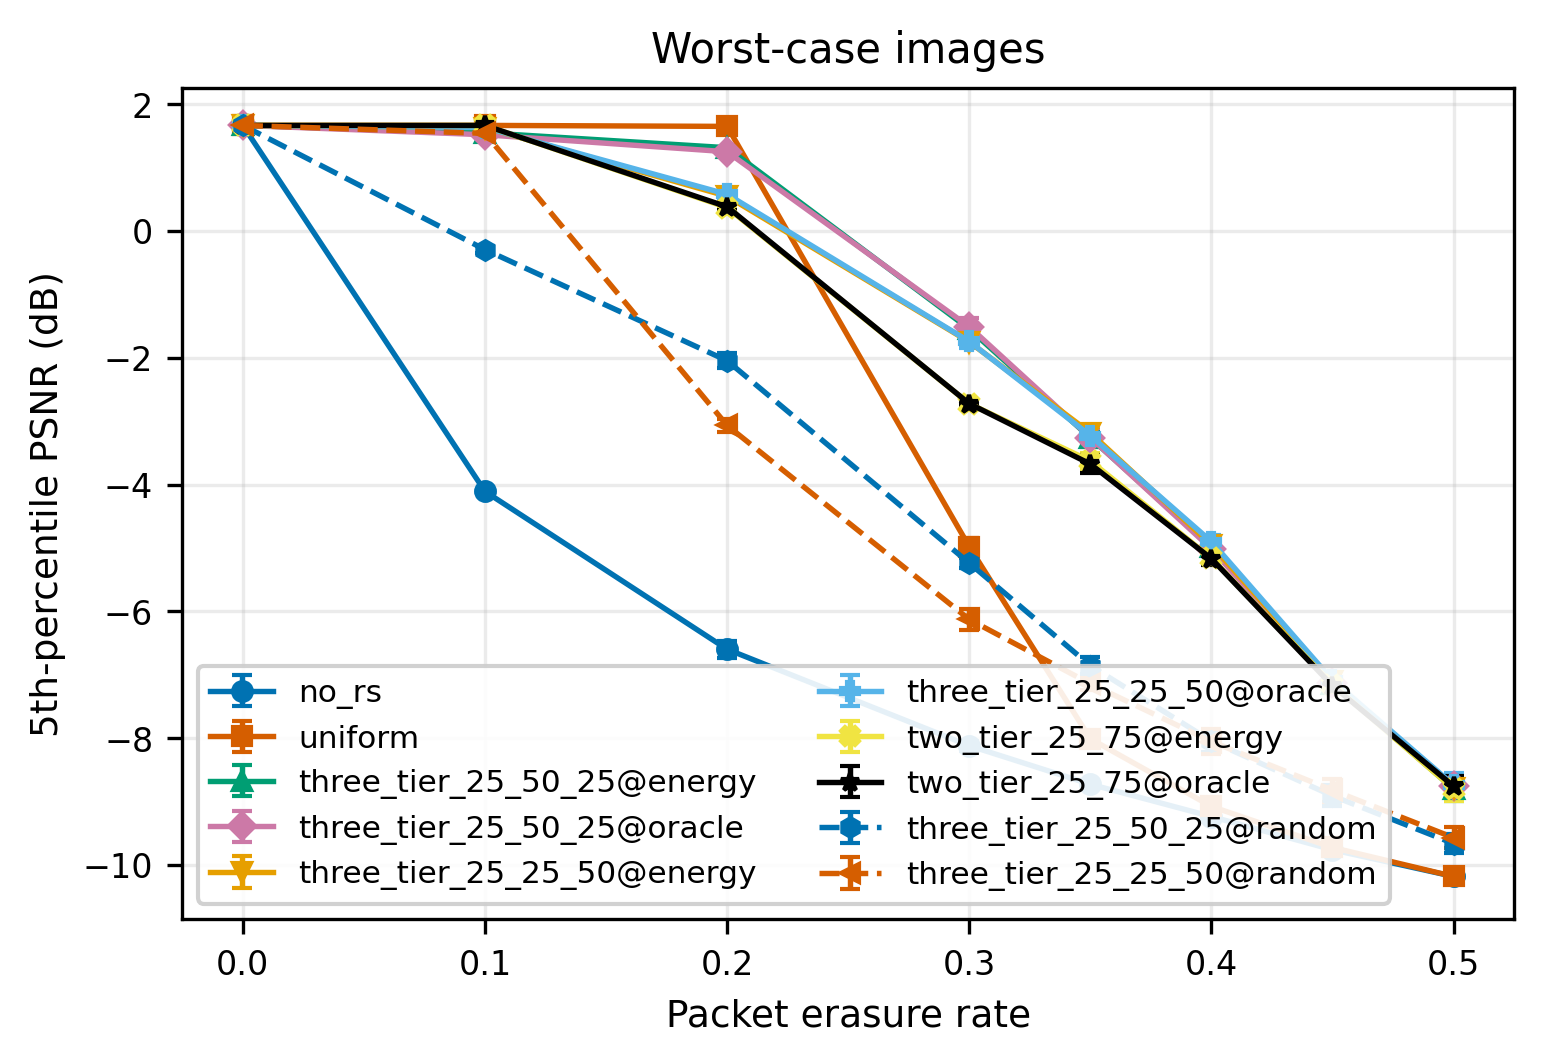 Worst-case images
5th-percentile PSNR (dB)
2
0
−2
−4
−6
−8
−10
no_rs
uniform
three_tier_25_50_25@energy
three_tier_25_50_25@oracle
three_tier_25_25_50@energy
three_tier_25_25_50@oracle
two_tier_25_75@energy
two_tier_25_75@oracle
three_tier_25_50_25@random
three_tier_25_25_50@random
0.0 0.1 0.2 0.3 0.4 0.5
Packet erasure rate